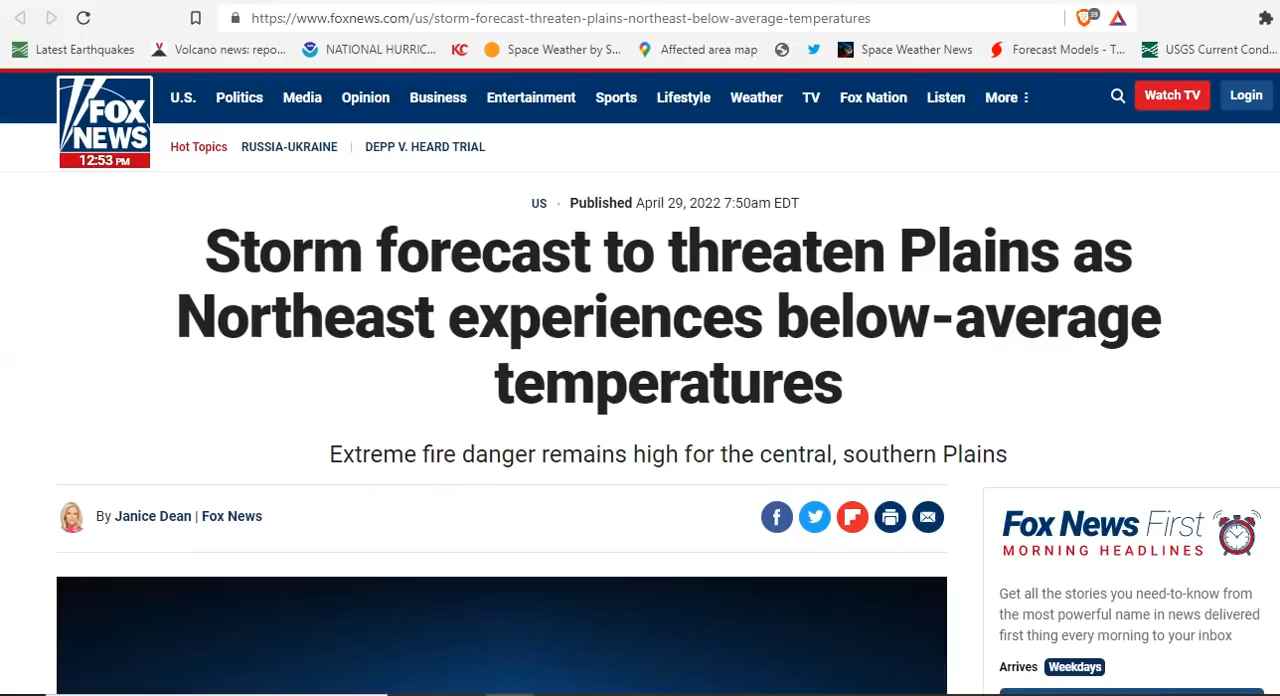 https://www.foxnews.com/us/storm-forecast-threaten-plains-northeast-below-average-temperatures
39
Latest Earthquakes Volcano news: repo... NATIONAL HURRIC... KC Space Weather by S... Affected area map Space Weather News Forecast Models - T... USGS Current Cond...
FOX
NEWS
12:53 PM
U.S. Politics Media Opinion Business Entertainment Sports Lifestyle Weather TV Fox Nation Listen More Watch TV Login
Hot Topics RUSSIA-UKRAINE | DEPP V. HEARD TRIAL
US · Published April 29, 2022 7:50am EDT
Storm forecast to threaten Plains as
Northeast experiences below-average
temperatures
Extreme fire danger remains high for the central, southern Plains
By Janice Dean | Fox News
Fox News First
MORNING HEADLINES
Get all the stories you need-to-know from
the most powerful name in news delivered
first thing every morning to your inbox
Arrives Weekdays